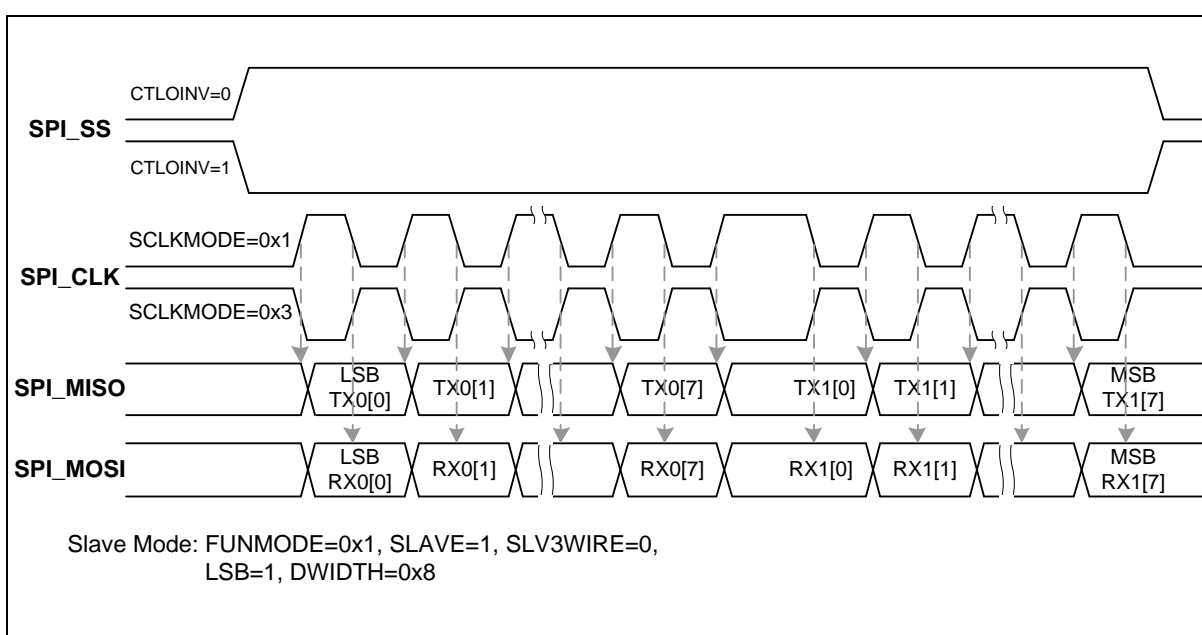 CTLOINV=0
SPI_SS
CTLOINV=1
SCLKMODE=0x1
SPI_CLK
SCLKMODE=0x3
SPI_MISO
LSB
TX0[0]
TX0[1]
TX0[7]
TX1[0]
TX1[1]
MSB
TX1[7]
SPI_MOSI
LSB
RX0[0]
RX0[1]
RX0[7]
RX1[0]
RX1[1]
MSB
RX1[7]
Slave Mode: FUNMODE=0x1, SLAVE=1, SLV3WIRE=0,
LSB=1, DWIDTH=0x8